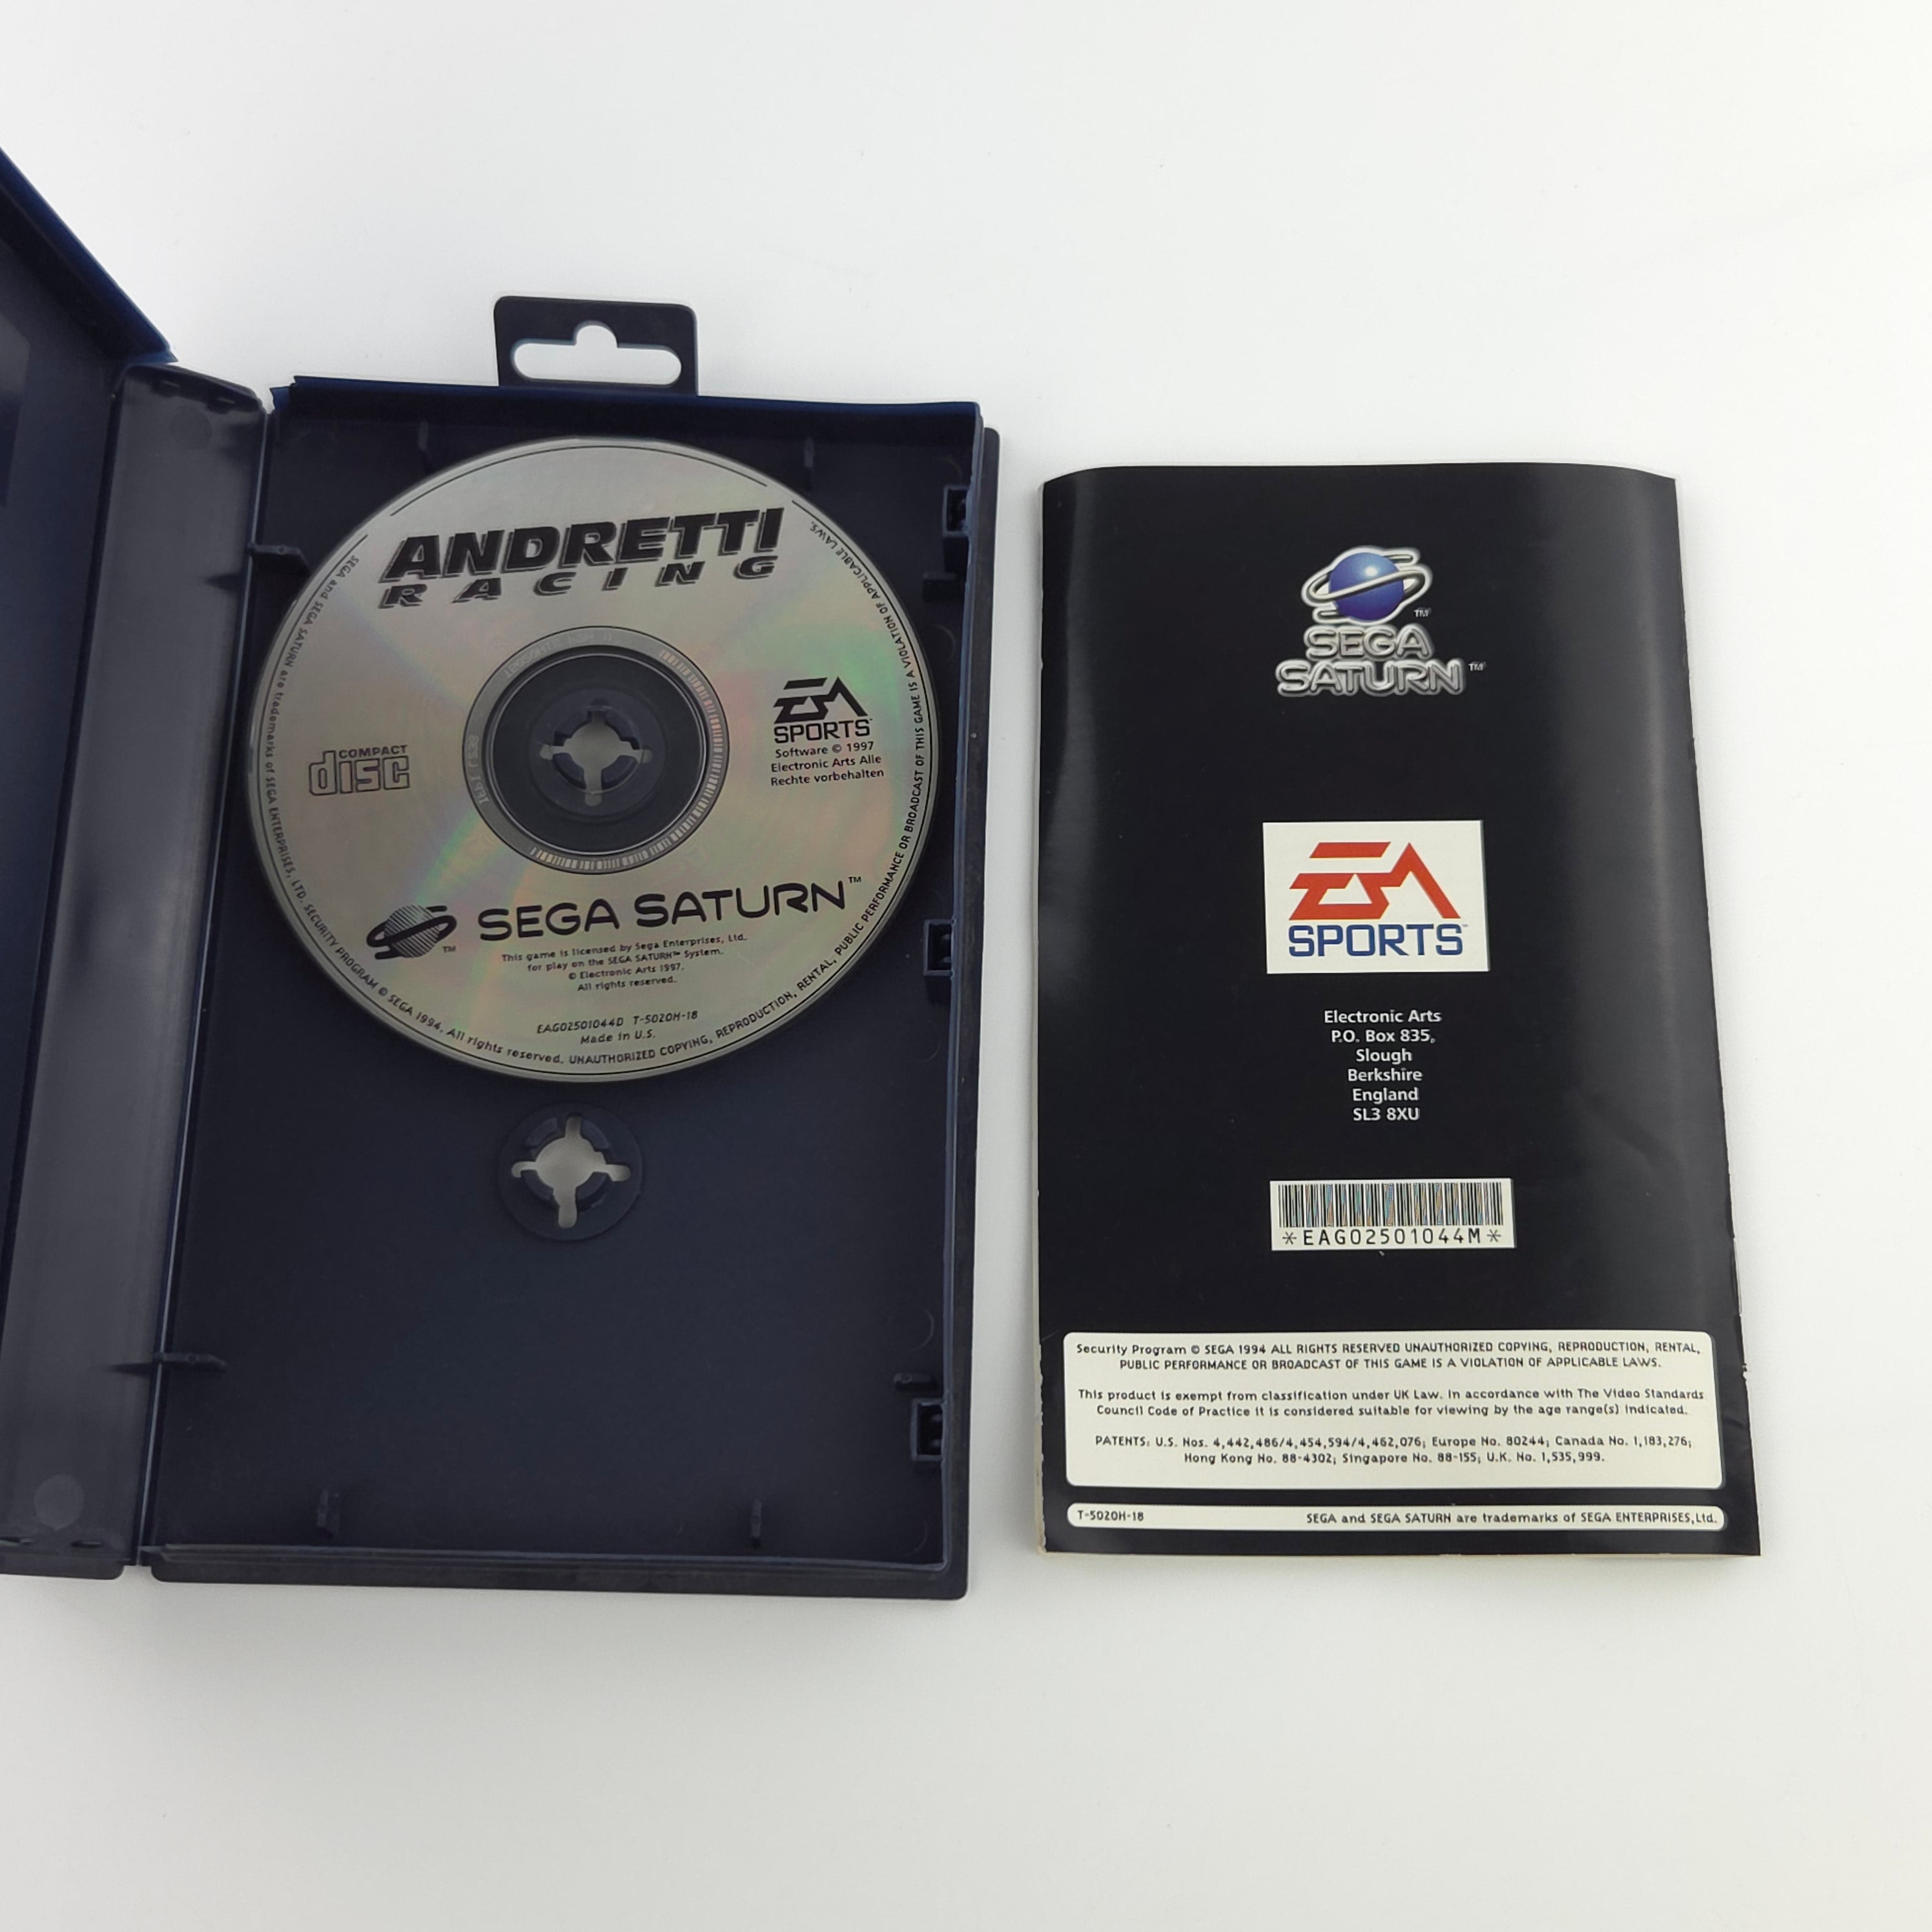 ANDRETTI
RACING
COMPACT
disc
EA
SPORTS
Software © 1997
Electronic Arts Alle
Rechte vorbehalten
SEGA SATURN™
TM
This game is licensed by Sega Enterprises, Ltd.
for play on the SEGA SATURN™ System.
© Electronic Arts 1997.
All rights reserved.
EAG02501044D T-5020H-18
Made in U.S.
SEGA and SEGA SATURN are trademarks of SEGA ENTERPRISES, LTD. SECURITY PROGRAM © SEGA 1994. All rights reserved. UNAUTHORIZED COPYING, REPRODUCTION, RENTAL, PUBLIC PERFORMANCE OR BROADCAST OF THIS GAME IS A VIOLATION OF APPLICABLE LAWS.
TM
SEGA
SATURN™
EA
SPORTS™
Electronic Arts
P.O. Box 835,
Slough
Berkshire
England
SL3 8XU
*EAG02501044M*
Security Program © SEGA 1994 ALL RIGHTS RESERVED UNAUTHORIZED COPYING, REPRODUCTION, RENTAL,
PUBLIC PERFORMANCE OR BROADCAST OF THIS GAME IS A VIOLATION OF APPLICABLE LAWS.
This product is exempt from classification under UK Law. In accordance with The Video Standards
Council Code of Practice it is considered suitable for viewing by the age range(s) indicated.
PATENTS: U.S. Nos. 4,442,486/4,454,594/4,462,076; Europe No. 80244; Canada No. 1,183,276;
Hong Kong No. 88-4302; Singapore No. 88-155; U.K. No. 1,535,999.
T-5020H-18
SEGA and SEGA SATURN are trademarks of SEGA ENTERPRISES, Ltd.